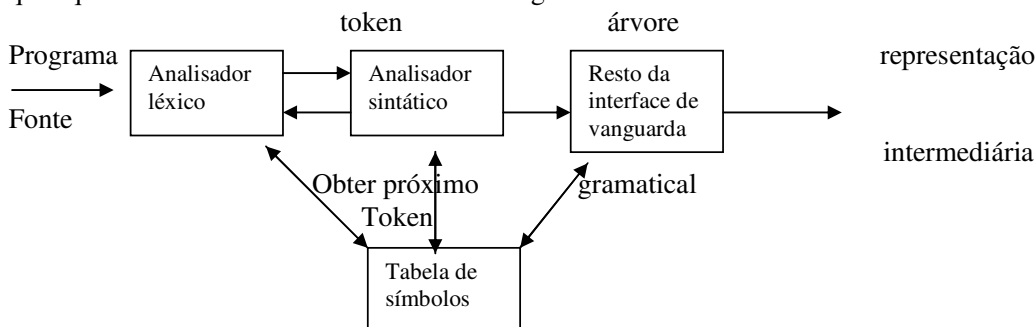 token
árvore
Programa
Fonte
Analisador
léxico
Analisador
sintático
Resto da
interface de
vanguarda
representação
intermediária
Obter próximo
Token
gramatical
Tabela de
símbolos